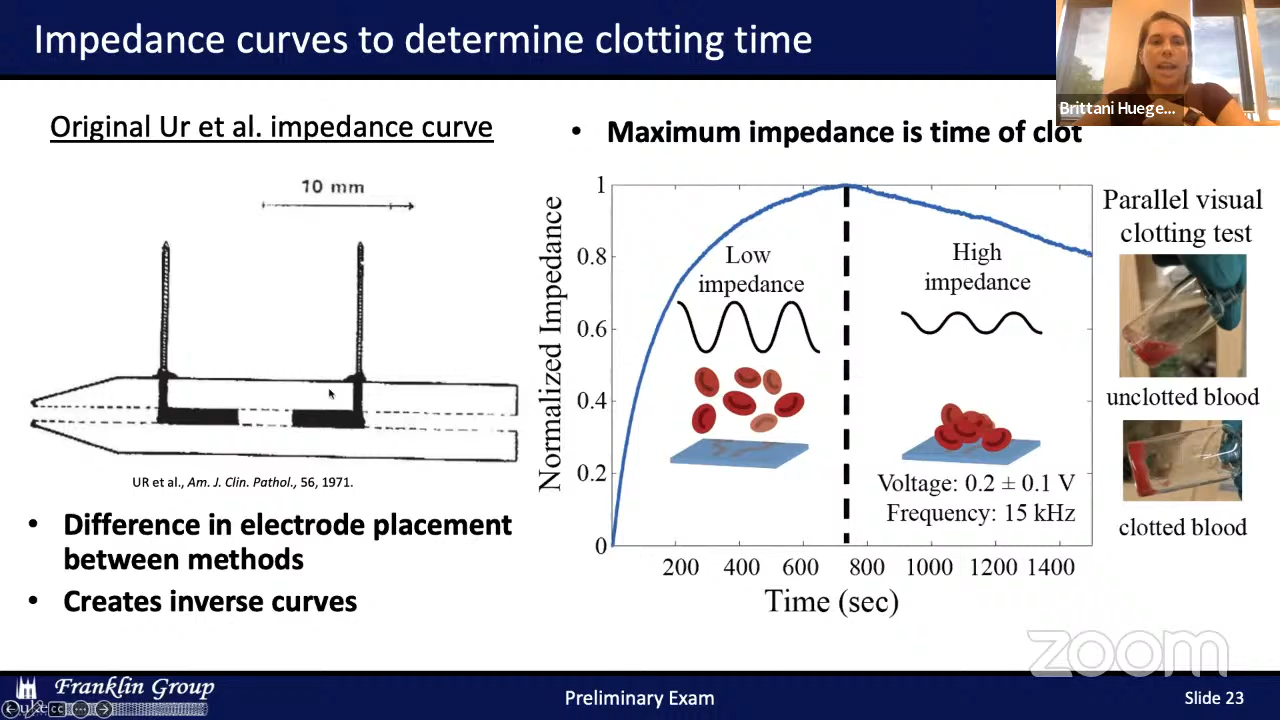 Impedance curves to determine clotting time
Brittani Huege...
Original Ur et al. impedance curve
• Maximum impedance is time of clot
10 mm
UR et al., Am. J. Clin. Pathol., 56, 1971.
• Difference in electrode placement
between methods
• Creates inverse curves
Normalized Impedance
1
0.8
0.6
0.4
0.2
0
Low
impedance
High
impedance
Voltage: 0.2 ± 0.1 V
Frequency: 15 kHz
200 400 600 800 1000 1200 1400
Time (sec)
Parallel visual
clotting test
unclotted blood
clotted blood
zoom
Franklin Group
Preliminary Exam
Slide 23